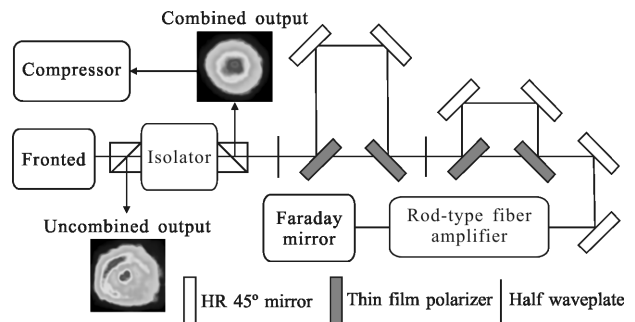 Combined output
Compressor
Fronted
Isolator
Uncombined output
Faraday
mirror
Rod-type fiber
amplifier
HR 45° mirror
Thin film polarizer
Half waveplate